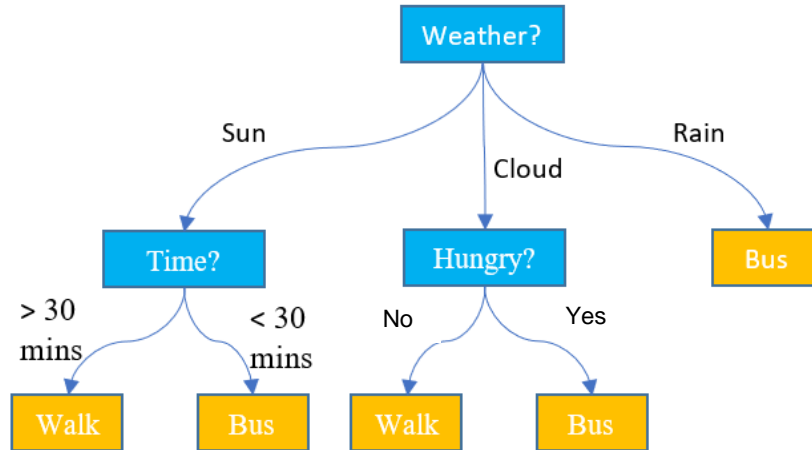 Weather?
Sun
Cloud
Rain
Time?
Hungry?
Bus
> 30
mins
< 30
mins
No
Yes
Walk
Bus
Walk
Bus